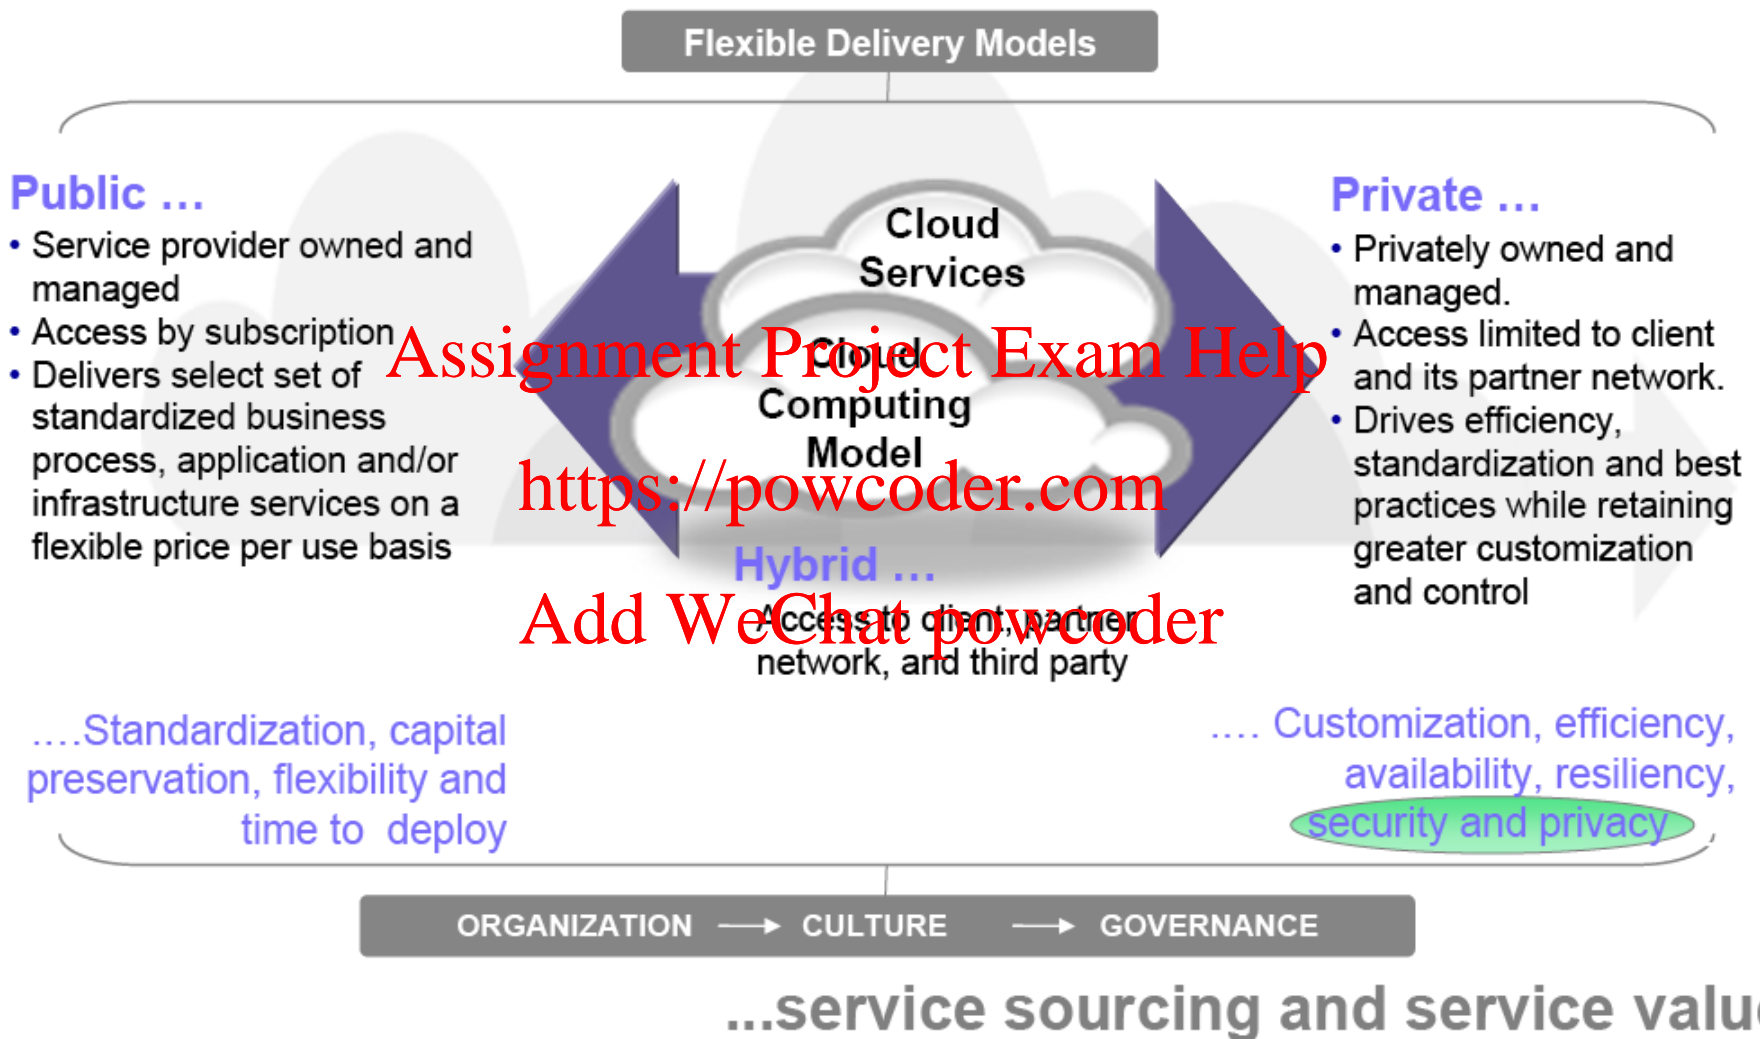 Flexible Delivery Models
Public ...
• Service provider owned and
managed
• Access by subscription
• Delivers select set of
standardized business
process, application and/or
infrastructure services on a
flexible price per use basis
Cloud
Services
Cloud
Computing
Model
Private ...
• Privately owned and
managed.
• Access limited to client
and its partner network.
• Drives efficiency,
standardization and best
practices while retaining
greater customization
and control
Assignment Project Exam Help
https://powcoder.com
Hybrid ...
Add WeChat powcoder
Access to client, partner
network, and third party
....Standardization, capital
preservation, flexibility and
time to deploy
.... Customization, efficiency,
availability, resiliency,
security and privacy
ORGANIZATION → CULTURE → GOVERNANCE
...service sourcing and service value